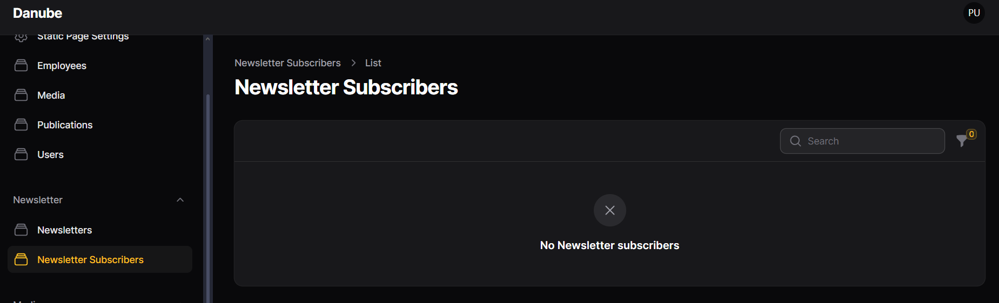 Danube
PU
Static Page Settings
Employees
Media
Publications
Users
Newsletter
Newsletters
Newsletter Subscribers
Newsletter Subscribers > List
Newsletter Subscribers
Search
0
No Newsletter subscribers